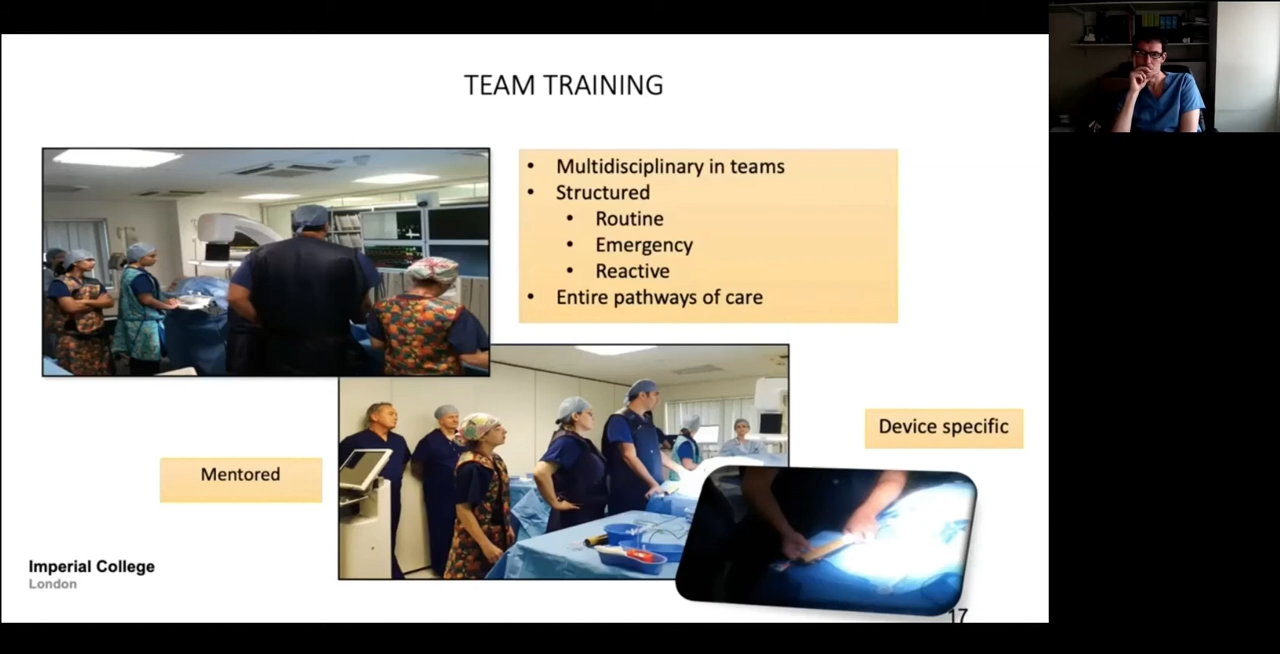 TEAM TRAINING
• Multidisciplinary in teams
• Structured
• Routine
• Emergency
• Reactive
• Entire pathways of care
Device specific
Mentored
Imperial College
London
17